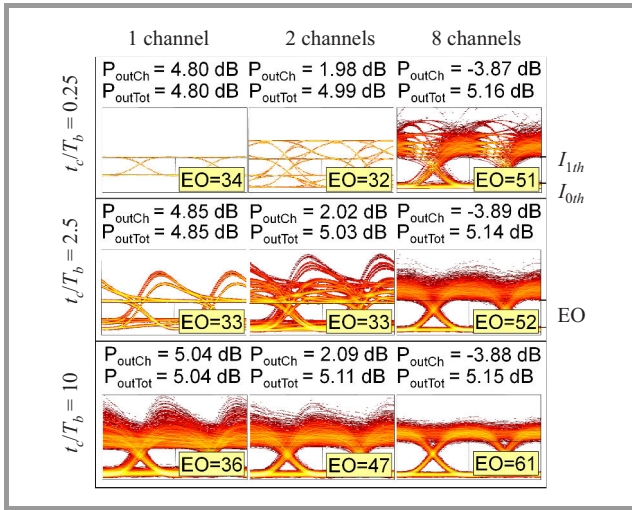 1 channel 2 channels 8 channels
t_c/T_b = 0.25
P_outCh = 4.80 dB P_outCh = 1.98 dB P_outCh = -3.87 dB
P_outTot = 4.80 dB P_outTot = 4.99 dB P_outTot = 5.16 dB
EO=34 EO=32 EO=51
I_1th
I_0th
t_c/T_b = 2.5
P_outCh = 4.85 dB P_outCh = 2.02 dB P_outCh = -3.89 dB
P_outTot = 4.85 dB P_outTot = 5.03 dB P_outTot = 5.14 dB
EO=33 EO=33 EO=52
EO
t_c/T_b = 10
P_outCh = 5.04 dB P_outCh = 2.09 dB P_outCh = -3.88 dB
P_outTot = 5.04 dB P_outTot = 5.11 dB P_outTot = 5.15 dB
EO=36 EO=47 EO=61